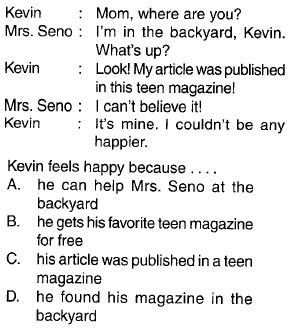 Kevin : Mom, where are you?
Mrs. Seno : I'm in the backyard, Kevin.
What's up?
Kevin : Look! My article was published
in this teen magazine!
Mrs. Seno : I can't believe it!
Kevin : It's mine. I couldn't be any
happier.
Kevin feels happy because . . . .
A. he can help Mrs. Seno at the
backyard
B. he gets his favorite teen magazine
for free
C. his article was published in a teen
magazine
D. he found his magazine in the
backyard